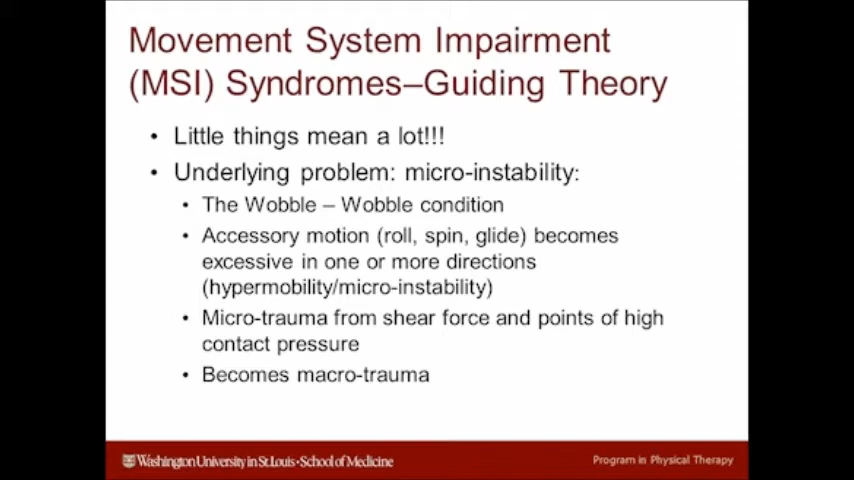 Movement System Impairment
(MSI) Syndromes–Guiding Theory
• Little things mean a lot!!!
• Underlying problem: micro-instability:
• The Wobble – Wobble condition
• Accessory motion (roll, spin, glide) becomes
excessive in one or more directions
(hypermobility/micro-instability)
• Micro-trauma from shear force and points of high
contact pressure
• Becomes macro-trauma
Washington University in St. Louis • School of Medicine
Program in Physical Therapy